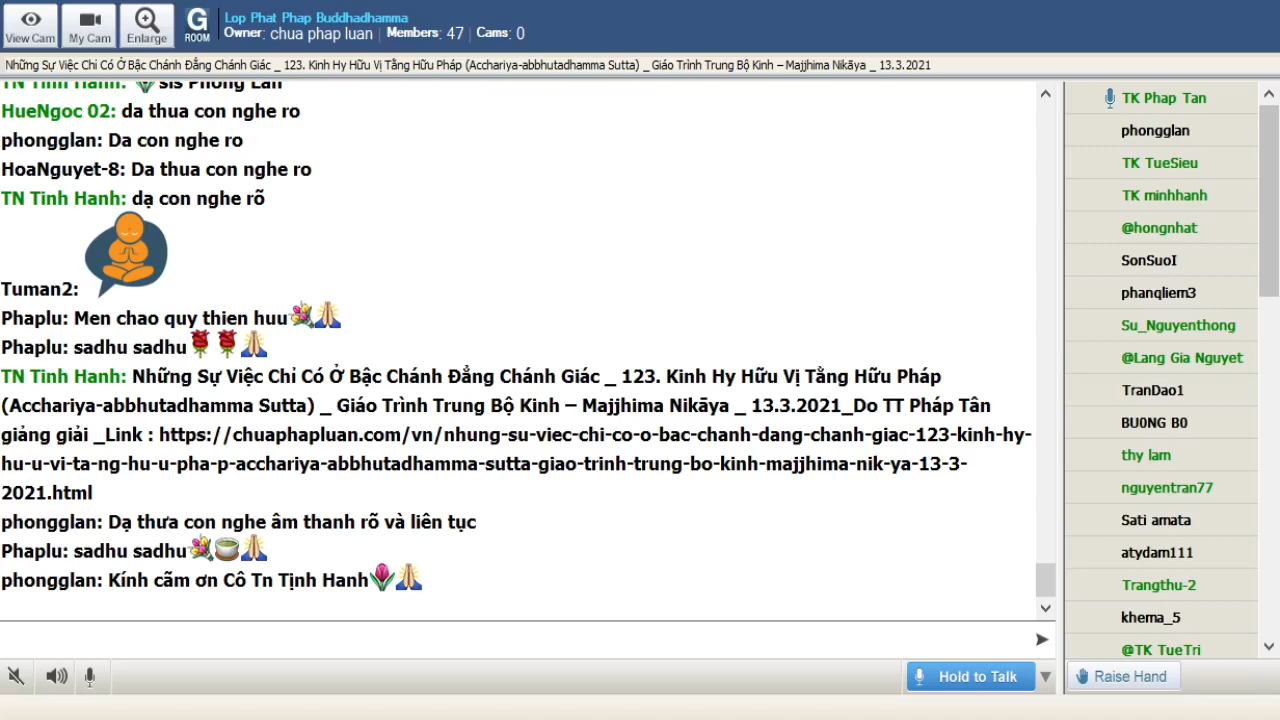 View Cam
My Cam
Enlarge
G
ROOM
Lop Phat Phap Buddhadhamma
Owner: chua phap luan | Members: 47 | Cams: 0
Những Sự Việc Chi Có Ở Bậc Chánh Đẳng Chánh Giác _ 123. Kinh Hy Hữu Vị Tằng Hữu Pháp (Acchariya-abbhutadhamma Sutta) _ Giáo Trình Trung Bộ Kinh – Majjhima Nikāya _ 13.3.2021
TN Tinh Hanh: 🌷sis Phong Lan
HueNgoc 02: da thua con nghe ro
phongglan: Da con nghe ro
HoaNguyet-8: Da thua con nghe ro
TN Tinh Hanh: dạ con nghe rõ
Tuman2:
Phaplu: Men chao quy thien huu💐🙏
Phaplu: sadhu sadhu🌹🌹🙏
TN Tinh Hanh: Những Sự Việc Chỉ Có Ở Bậc Chánh Đẳng Chánh Giác _ 123. Kinh Hy Hữu Vị Tằng Hữu Pháp
(Acchariya-abbhutadhamma Sutta) _ Giáo Trình Trung Bộ Kinh – Majjhima Nikāya _ 13.3.2021_Do TT Pháp Tân
giảng giải _Link : https://chuaphapluan.com/vn/nhung-su-viec-chi-co-o-bac-chanh-dang-chanh-giac-123-kinh-hy-
hu-u-vi-ta-ng-hu-u-pha-p-acchariya-abbhutadhamma-sutta-giao-trinh-trung-bo-kinh-majjhima-nik-ya-13-3-
2021.html
phongglan: Dạ thưa con nghe âm thanh rõ và liên tục
Phaplu: sadhu sadhu💐🍵🙏
phongglan: Kính cãm ơn Cô Tn Tịnh Hanh🌷🙏
TK Phap Tan
phongglan
TK TueSieu
TK minhhanh
@hongnhat
SonSuoI
phanqliem3
Su_Nguyenthong
@Lang Gia Nguyet
TranDao1
BU0NG B0
thy lam
nguyentran77
Sati amata
atydam111
Trangthu-2
khema_5
@TK TueTri
Hold to Talk
Raise Hand